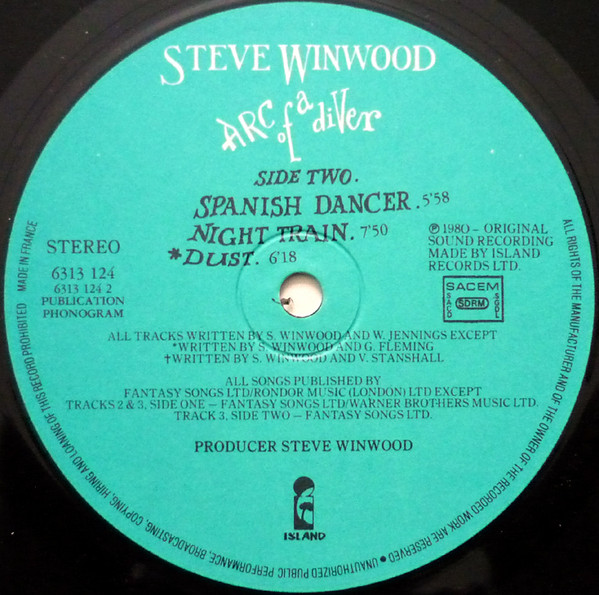 STEVE WINWOOD
ARC of a diVer
SIDE TWO.
SPANISH DANCER. 5'58
NIGHT TRAIN. 7'50
*DUST. 6'18
STEREO
6313 124
6313 124 2
PUBLICATION
PHONOGRAM
℗ 1980 – ORIGINAL
SOUND RECORDING
MADE BY ISLAND
RECORDS LTD.
SACEM
SACD
SDRM
SGDL
ALL TRACKS WRITTEN BY S. WINWOOD AND W. JENNINGS EXCEPT
*WRITTEN BY S. WINWOOD AND G. FLEMING
†WRITTEN BY S. WINWOOD AND V. STANSHALL
ALL SONGS PUBLISHED BY
FANTASY SONGS LTD/RONDOR MUSIC (LONDON) LTD EXCEPT
TRACKS 2 & 3, SIDE ONE – FANTASY SONGS LTD/WARNER BROTHERS MUSIC LTD.
TRACK 3, SIDE TWO – FANTASY SONGS LTD.
PRODUCER STEVE WINWOOD
ISLAND
ALL RIGHTS OF THE MANUFACTURER AND OF THE OWNER OF THE RECORDED WORK ARE RESERVED • UNAUTHORIZED PUBLIC PERFORMANCE, BROADCASTING, COPYING, HIRING AND LOANING OF THIS RECORD PROHIBITED MADE IN FRANCE